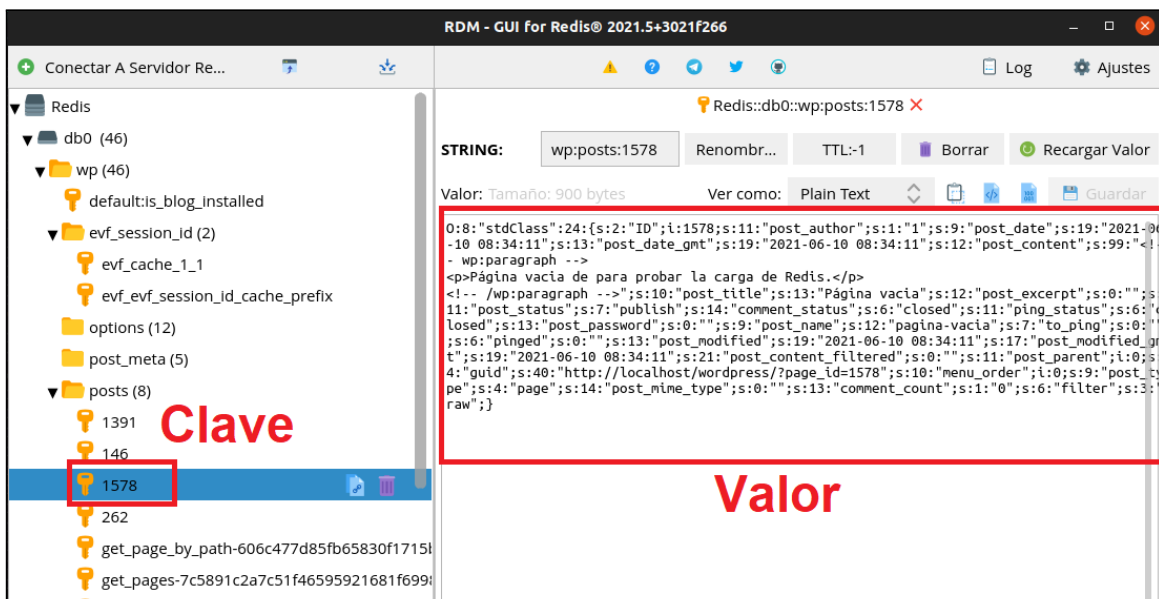 RDM - GUI for Redis® 2021.5+3021f266
Conectar A Servidor Re...
Log
Ajustes
Redis
db0 (46)
wp (46)
default:is_blog_installed
evf_session_id (2)
evf_cache_1_1
evf_evf_session_id_cache_prefix
options (12)
post_meta (5)
posts (8)
1391
Clave
146
1578
262
get_page_by_path-606c477d85fb65830f1715
get_pages-7c5891c2a7c51f46595921681f699
Redis::db0::wp:posts:1578
STRING:
wp:posts:1578
Renombr...
TTL:-1
Borrar
Recargar Valor
Valor: Tamaño: 900 bytes
Ver como:
Plain Text
Guardar
O:8:"stdClass":24:{s:2:"ID";i:1578;s:11:"post_author";s:1:"1";s:9:"post_date";s:19:"2021-06
-10 08:34:11";s:13:"post_date_gmt";s:19:"2021-06-10 08:34:11";s:12:"post_content";s:99:"<!-
- wp:paragraph -->
<p>Página vacia de para probar la carga de Redis.</p>
<!-- /wp:paragraph -->";s:10:"post_title";s:13:"Página vacia";s:12:"post_excerpt";s:0:"";s:
11:"post_status";s:7:"publish";s:14:"comment_status";s:6:"closed";s:11:"ping_status";s:6:"c
losed";s:13:"post_password";s:0:"";s:9:"post_name";s:12:"pagina-vacia";s:7:"to_ping";s:0:"
;s:6:"pinged";s:0:"";s:13:"post_modified";s:19:"2021-06-10 08:34:11";s:17:"post_modified_gm
t";s:19:"2021-06-10 08:34:11";s:21:"post_content_filtered";s:0:"";s:11:"post_parent";i:0;s:
4:"guid";s:40:"http://localhost/wordpress/?page_id=1578";s:10:"menu_order";i:0;s:9:"post_ty
pe";s:4:"page";s:14:"post_mime_type";s:0:"";s:13:"comment_count";s:1:"0";s:6:"filter";s:3:"
raw";}
Valor